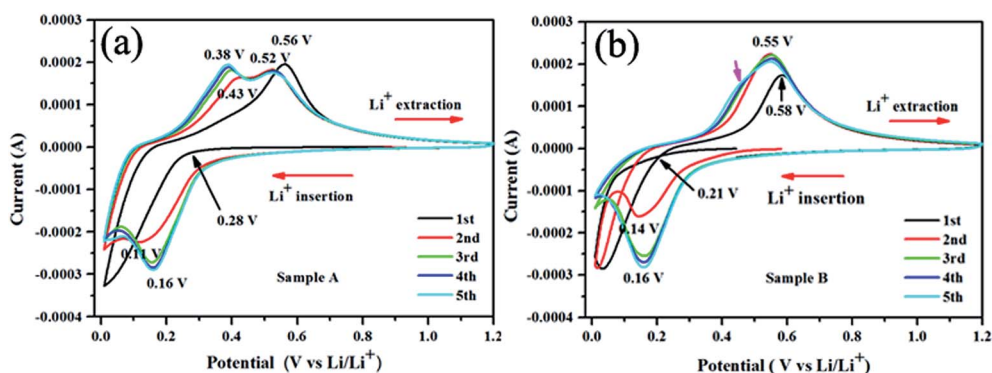 (a)
0.56 V
0.38 V
0.52 V
0.43 V
Li+ extraction
Li+ insertion
0.28 V
0.11 V
0.16 V
Sample A
1st
2nd
3rd
4th
5th
0.0003
0.0002
0.0001
0.0000
-0.0001
-0.0002
-0.0003
-0.0004
Current (A)
0.0 0.2 0.4 0.6 0.8 1.0 1.2
Potential (V vs Li/Li+)
(b)
0.55 V
0.58 V
Li+ extraction
Li+ insertion
0.21 V
0.14 V
0.16 V
Sample B
1st
2nd
3rd
4th
5th
0.0003
0.0002
0.0001
0.0000
-0.0001
-0.0002
-0.0003
-0.0004
Current (A)
0.0 0.2 0.4 0.6 0.8 1.0 1.2
Potential ( V vs Li/Li+)